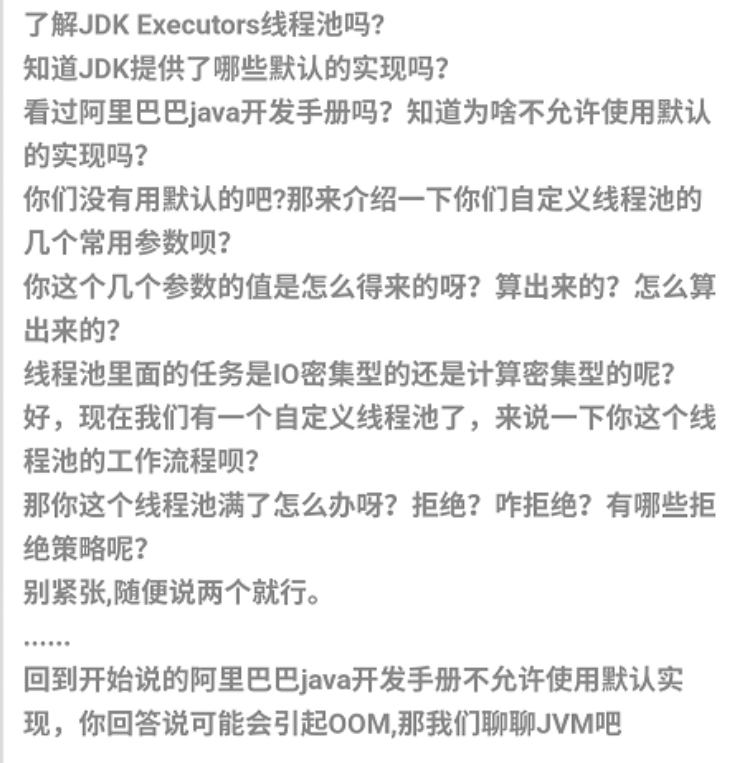 了解JDK Executors线程池吗?
知道JDK提供了哪些默认的实现吗？
看过阿里巴巴java开发手册吗？知道为啥不允许使用默认
的实现吗？
你们没有用默认的吧?那来介绍一下你们自定义线程池的
几个常用参数呗？
你这个几个参数的值是怎么得来的呀？算出来的？怎么算
出来的？
线程池里面的任务是IO密集型的还是计算密集型的呢？
好，现在我们有一个自定义线程池了，来说一下你这个线
程池的工作流程呗？
那你这个线程池满了怎么办呀？拒绝？咋拒绝？有哪些拒
绝策略呢？
别紧张,随便说两个就行。
......
回到开始说的阿里巴巴java开发手册不允许使用默认实
现，你回答说可能会引起OOM,那我们聊聊JVM吧